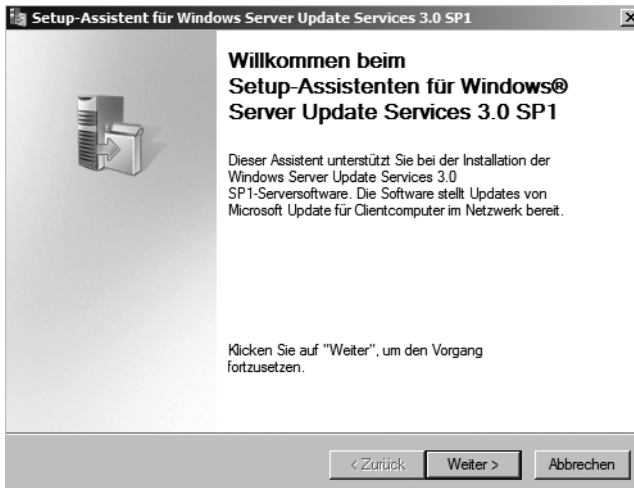 Setup-Assistent für Windows Server Update Services 3.0 SP1
Willkommen beim
Setup-Assistenten für Windows®
Server Update Services 3.0 SP1
Dieser Assistent unterstützt Sie bei der Installation der
Windows Server Update Services 3.0
SP1-Serversoftware. Die Software stellt Updates von
Microsoft Update für Clientcomputer im Netzwerk bereit.
Klicken Sie auf "Weiter", um den Vorgang
fortzusetzen.
< Zurück Weiter > Abbrechen